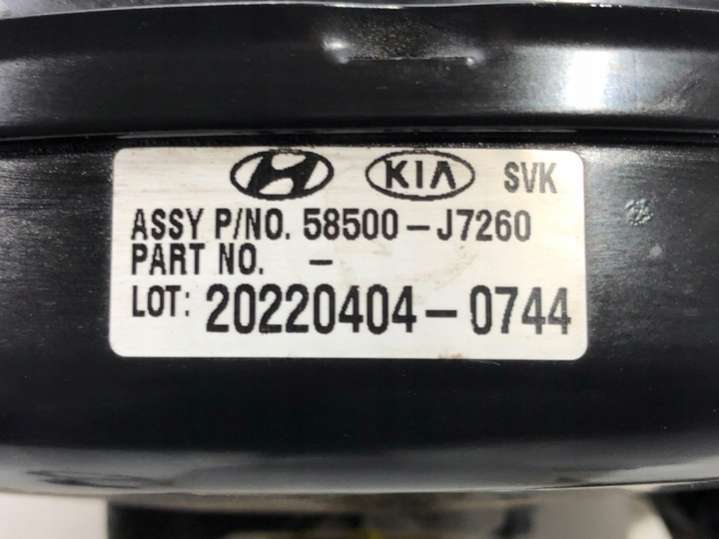 KIA SVK
ASSY P/NO. 58500-J7260
PART NO. -
LOT: 20220404-0744